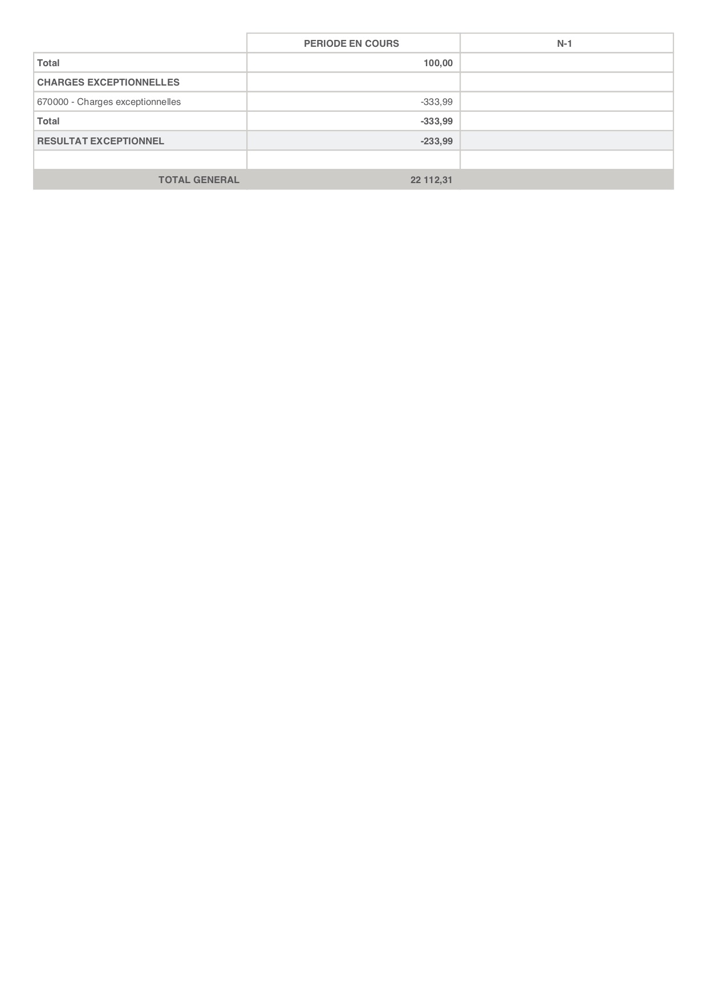 PERIODE EN COURS N-1
Total 100,00
CHARGES EXCEPTIONNELLES
670000 - Charges exceptionnelles -333,99
Total -333,99
RESULTAT EXCEPTIONNEL -233,99
TOTAL GENERAL 22 112,31